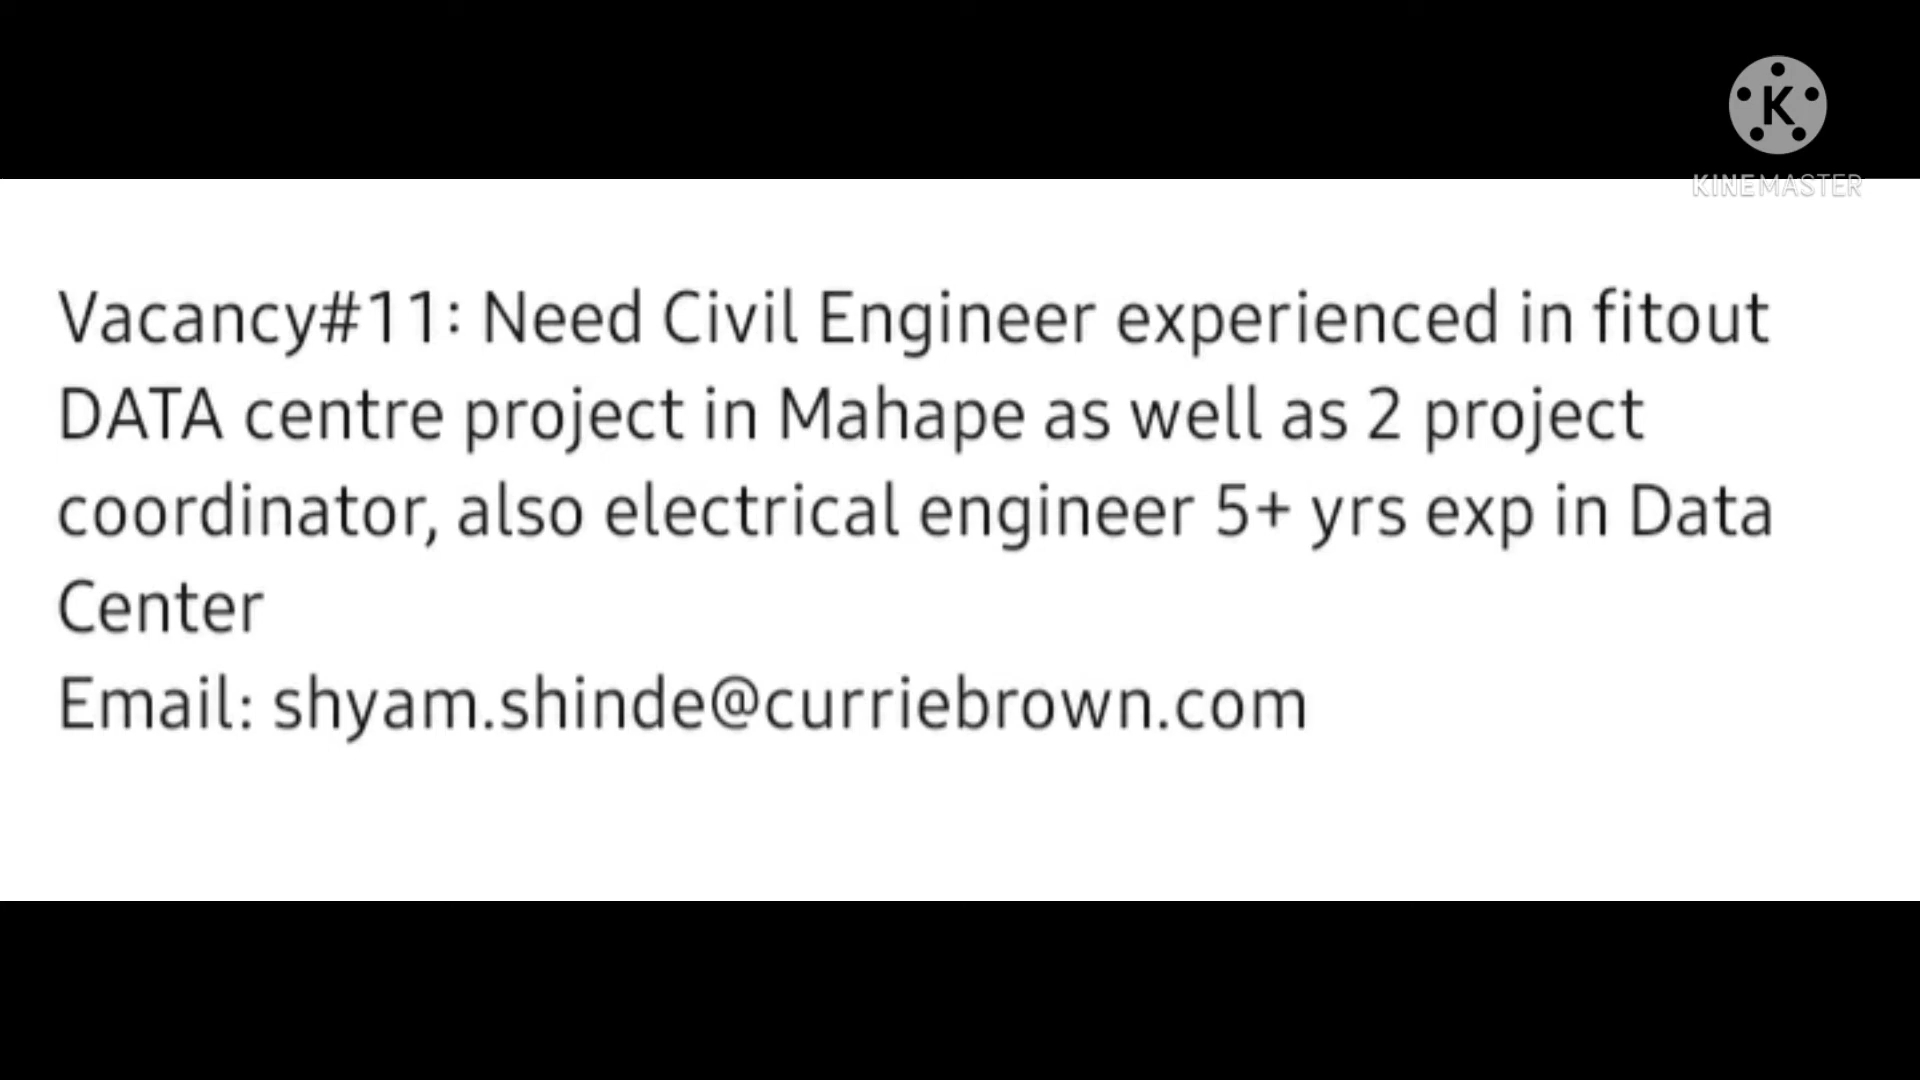 K
KINEMASTER
Vacancy#11: Need Civil Engineer experienced in fitout
DATA centre project in Mahape as well as 2 project
coordinator, also electrical engineer 5+ yrs exp in Data
Center
Email: shyam.shinde@curriebrown.com